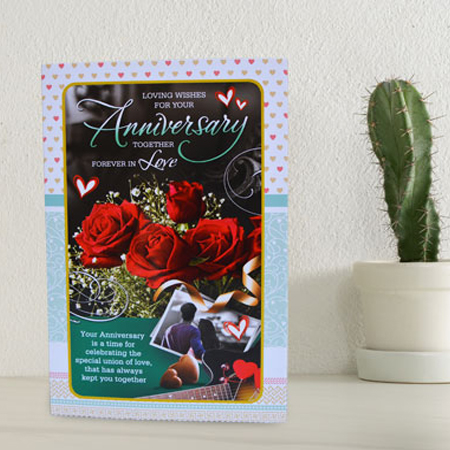 LOVING WISHES
FOR YOUR
Anniversary
TOGETHER
FOREVER IN Love
Your Anniversary
is a time for
celebrating the
special union of love,
that has always
kept you together